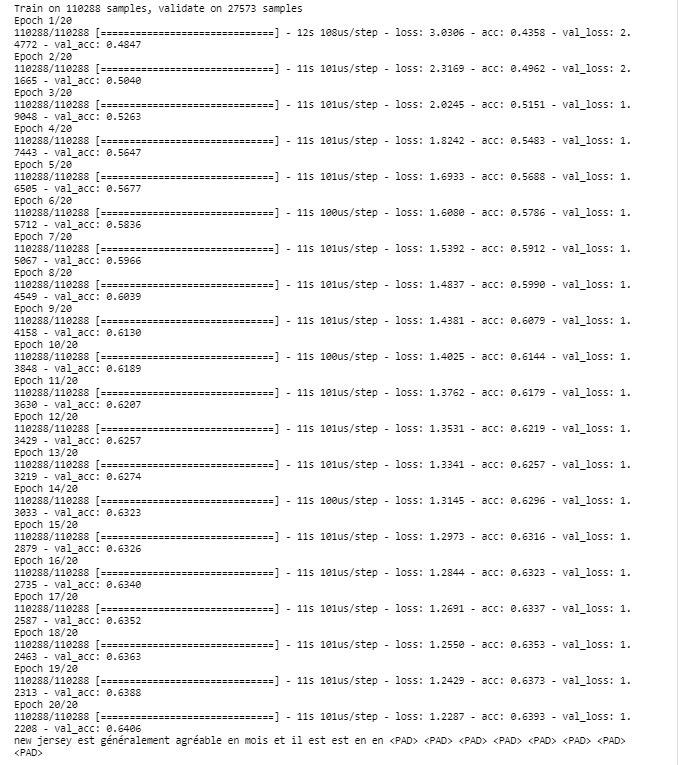 Train on 110288 samples, validate on 27573 samples
Epoch 1/20
110288/110288 [==============================] - 12s 108us/step - loss: 3.0306 - acc: 0.4358 - val_loss: 2.
4772 - val_acc: 0.4847
Epoch 2/20
110288/110288 [==============================] - 11s 101us/step - loss: 2.3169 - acc: 0.4962 - val_loss: 2.
1665 - val_acc: 0.5040
Epoch 3/20
110288/110288 [==============================] - 11s 101us/step - loss: 2.0245 - acc: 0.5151 - val_loss: 1.
9048 - val_acc: 0.5263
Epoch 4/20
110288/110288 [==============================] - 11s 101us/step - loss: 1.8242 - acc: 0.5483 - val_loss: 1.
7443 - val_acc: 0.5647
Epoch 5/20
110288/110288 [==============================] - 11s 101us/step - loss: 1.6933 - acc: 0.5688 - val_loss: 1.
6505 - val_acc: 0.5677
Epoch 6/20
110288/110288 [==============================] - 11s 100us/step - loss: 1.6080 - acc: 0.5786 - val_loss: 1.
5712 - val_acc: 0.5836
Epoch 7/20
110288/110288 [==============================] - 11s 101us/step - loss: 1.5392 - acc: 0.5912 - val_loss: 1.
5067 - val_acc: 0.5966
Epoch 8/20
110288/110288 [==============================] - 11s 101us/step - loss: 1.4837 - acc: 0.5990 - val_loss: 1.
4549 - val_acc: 0.6039
Epoch 9/20
110288/110288 [==============================] - 11s 101us/step - loss: 1.4381 - acc: 0.6079 - val_loss: 1.
4158 - val_acc: 0.6130
Epoch 10/20
110288/110288 [==============================] - 11s 100us/step - loss: 1.4025 - acc: 0.6144 - val_loss: 1.
3848 - val_acc: 0.6189
Epoch 11/20
110288/110288 [==============================] - 11s 101us/step - loss: 1.3762 - acc: 0.6179 - val_loss: 1.
3630 - val_acc: 0.6207
Epoch 12/20
110288/110288 [==============================] - 11s 101us/step - loss: 1.3531 - acc: 0.6219 - val_loss: 1.
3429 - val_acc: 0.6257
Epoch 13/20
110288/110288 [==============================] - 11s 101us/step - loss: 1.3341 - acc: 0.6257 - val_loss: 1.
3219 - val_acc: 0.6274
Epoch 14/20
110288/110288 [==============================] - 11s 100us/step - loss: 1.3145 - acc: 0.6296 - val_loss: 1.
3033 - val_acc: 0.6323
Epoch 15/20
110288/110288 [==============================] - 11s 101us/step - loss: 1.2973 - acc: 0.6316 - val_loss: 1.
2879 - val_acc: 0.6326
Epoch 16/20
110288/110288 [==============================] - 11s 101us/step - loss: 1.2844 - acc: 0.6323 - val_loss: 1.
2735 - val_acc: 0.6340
Epoch 17/20
110288/110288 [==============================] - 11s 101us/step - loss: 1.2691 - acc: 0.6337 - val_loss: 1.
2587 - val_acc: 0.6352
Epoch 18/20
110288/110288 [==============================] - 11s 101us/step - loss: 1.2550 - acc: 0.6353 - val_loss: 1.
2463 - val_acc: 0.6363
Epoch 19/20
110288/110288 [==============================] - 11s 101us/step - loss: 1.2429 - acc: 0.6373 - val_loss: 1.
2313 - val_acc: 0.6388
Epoch 20/20
110288/110288 [==============================] - 11s 101us/step - loss: 1.2287 - acc: 0.6393 - val_loss: 1.
2208 - val_acc: 0.6406
new jersey est généralement agréable en mois et il est est en en <PAD> <PAD> <PAD> <PAD> <PAD> <PAD> <PAD>
<PAD>